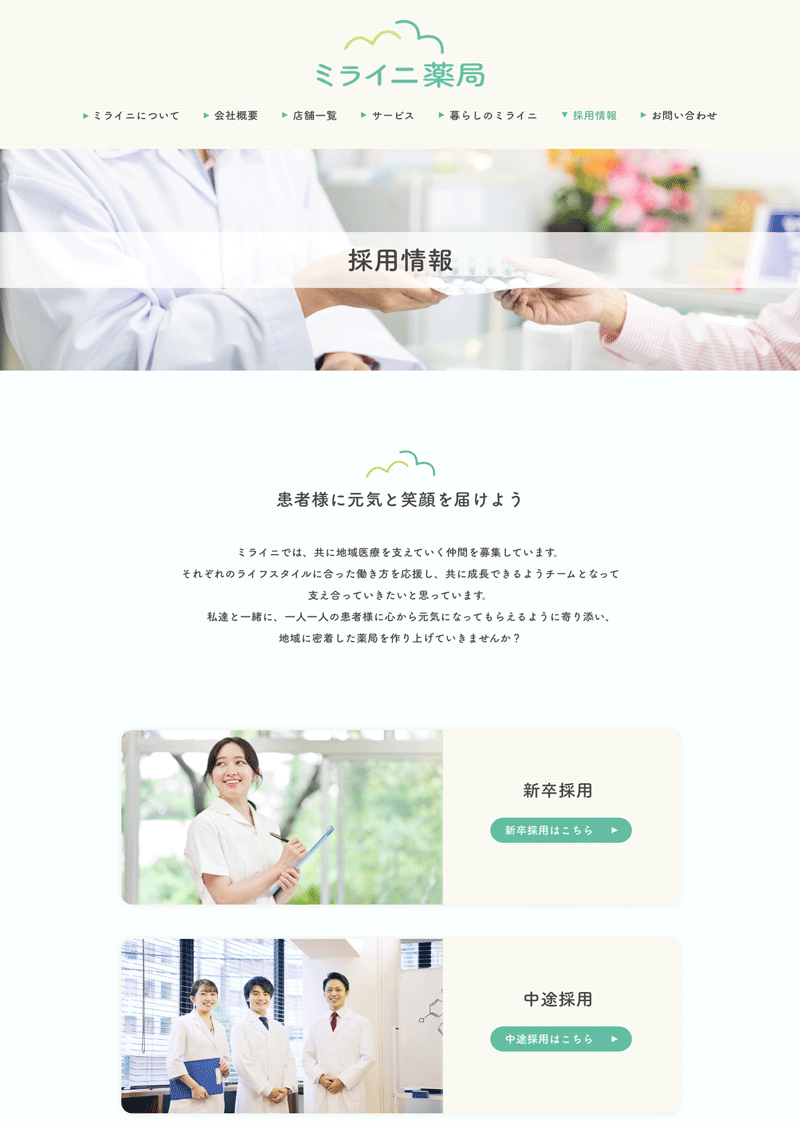 ミライニ薬局
ミライニについて 会社概要 店舗一覧 サービス 暮らしのミライニ 採用情報 お問い合わせ
採用情報
患者様に元気と笑顔を届けよう
ミライニでは、共に地域医療を支えていく仲間を募集しています。
それぞれのライフスタイルに合った働き方を応援し、共に成長できるようチームとなって
支え合っていきたいと思っています。
私達と一緒に、一人一人の患者様に心から元気になってもらえるように寄り添い、
地域に密着した薬局を作り上げていきませんか？
新卒採用
新卒採用はこちら
中途採用
中途採用はこちら